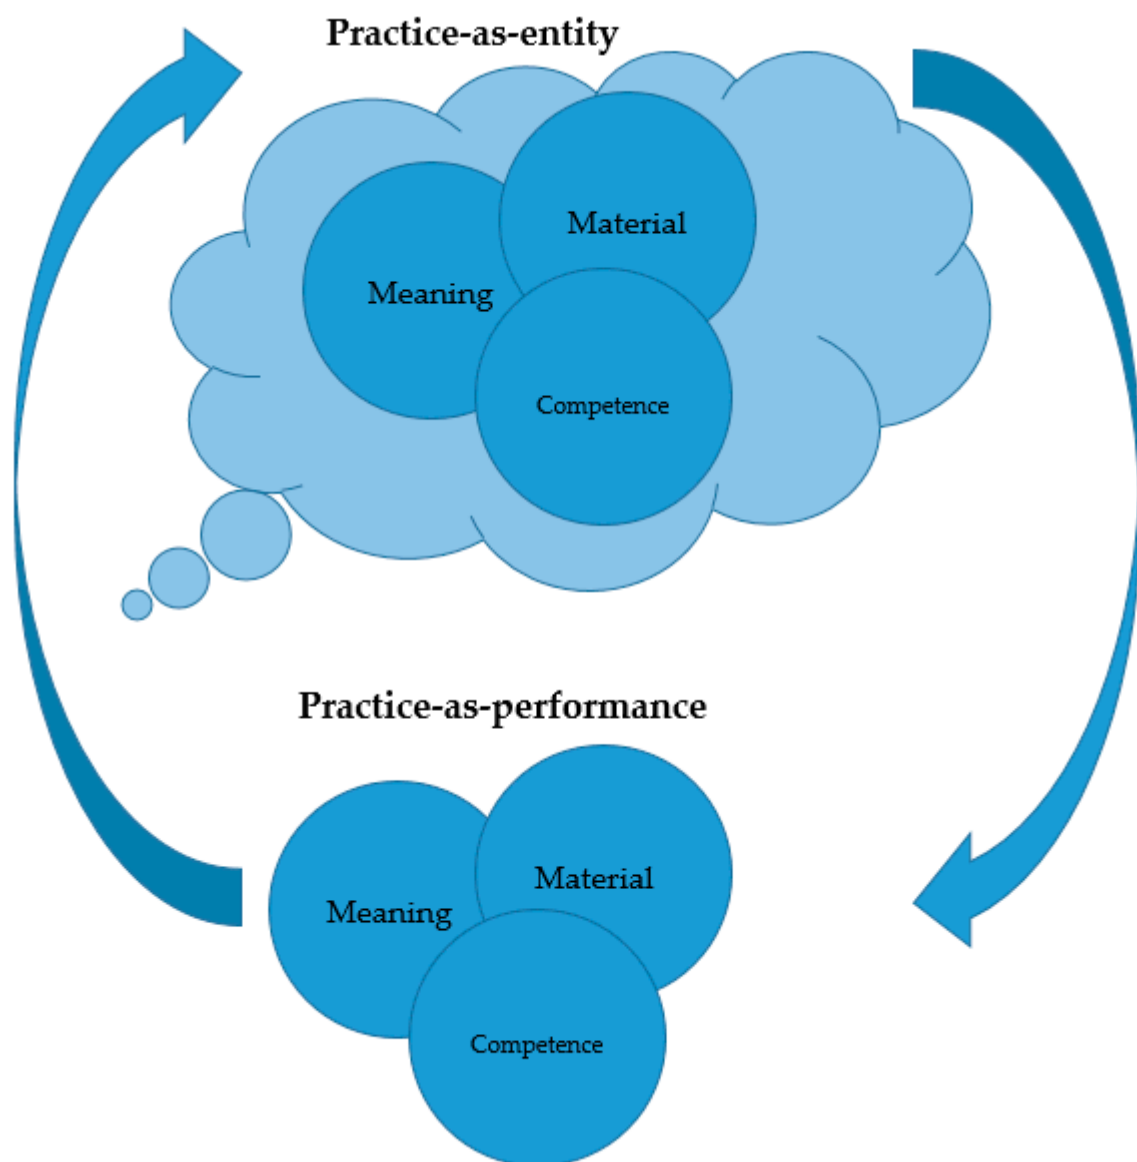 Practice-as-entity
Material
Meaning
Competence
Practice-as-performance
Material
Meaning
Competence